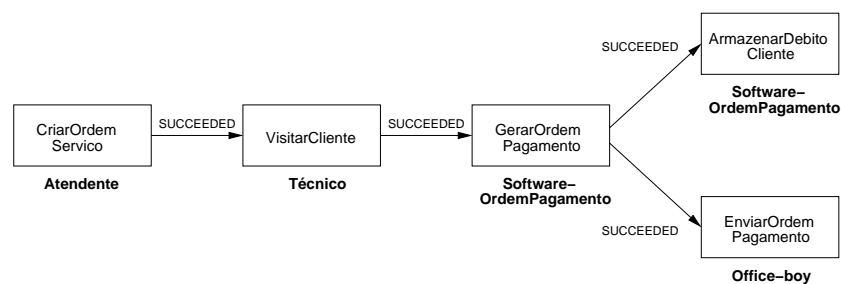 CriarOrdem
Servico
Atendente
SUCCEEDED
VisitarCliente
Técnico
SUCCEEDED
GerarOrdem
Pagamento
Software−
OrdemPagamento
SUCCEEDED
ArmazenarDebito
Cliente
Software−
OrdemPagamento
SUCCEEDED
EnviarOrdem
Pagamento
Office−boy